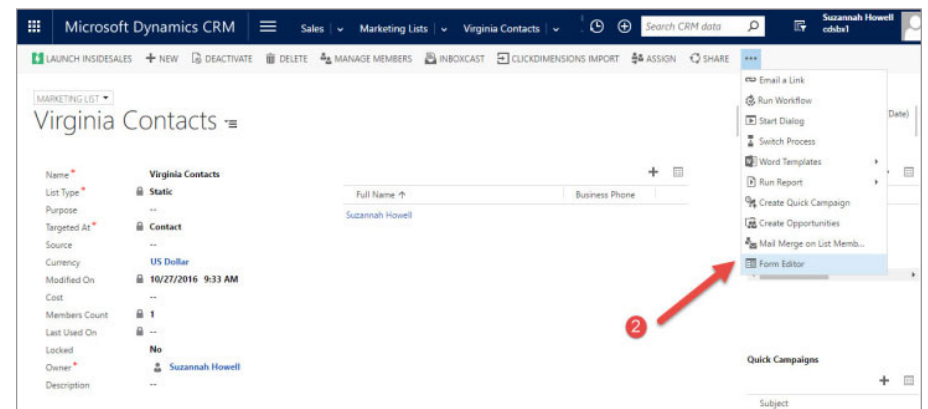 Microsoft Dynamics CRM Sales Marketing Lists Virginia Contacts Search CRM data Suzannah Howell
cdsbx1
LAUNCH INSIDESALES NEW DEACTIVATE DELETE MANAGE MEMBERS INBOXCAST CLICKDIMENSIONS IMPORT ASSIGN SHARE ...
Email a Link
Run Workflow
Start Dialog
Switch Process
Word Templates
Run Report
Create Quick Campaign
Create Opportunities
Mail Merge on List Memb...
Form Editor
MARKETING LIST
Virginia Contacts
Date)
Name* Virginia Contacts
List Type* Static
Purpose --
Targeted At* Contact
Source --
Currency US Dollar
Modified On 10/27/2016 9:33 AM
Cost --
Members Count 1
Last Used On --
Locked No
Owner* Suzannah Howell
Description --
Full Name ↑ Business Phone
Suzannah Howell
2
Quick Campaigns
Subject